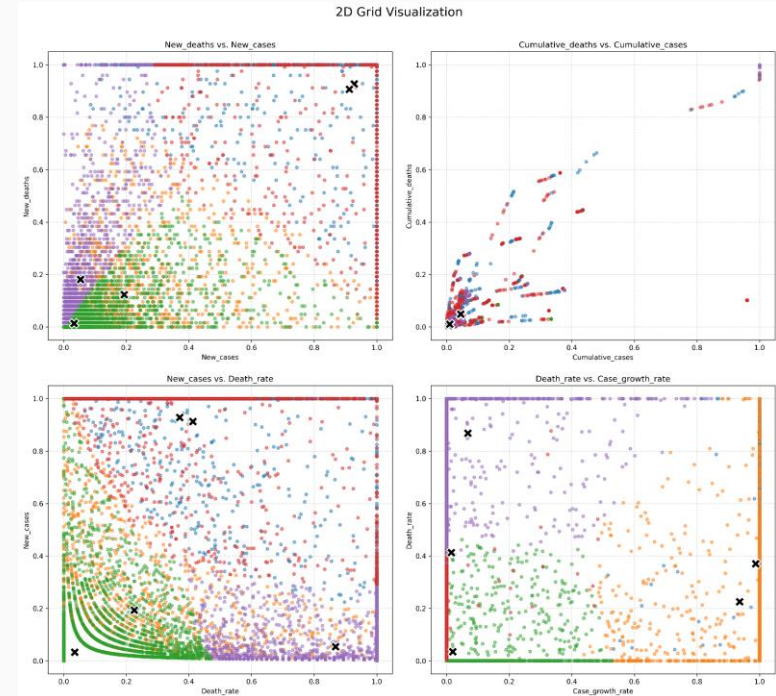 2D Grid Visualization
New_deaths vs. New_cases
1.0
0.8
0.6
0.4
0.2
0.0
New_deaths
0.0 0.2 0.4 0.6 0.8 1.0
New_cases
Cumulative_deaths vs. Cumulative_cases
1.0
0.8
0.6
0.4
0.2
0.0
Cumulative_deaths
0.0 0.2 0.4 0.6 0.8 1.0
Cumulative_cases
New_cases vs. Death_rate
1.0
0.8
0.6
0.4
0.2
0.0
New_cases
0.0 0.2 0.4 0.6 0.8 1.0
Death_rate
Death_rate vs. Case_growth_rate
1.0
0.8
0.6
0.4
0.2
0.0
Death_rate
0.0 0.2 0.4 0.6 0.8 1.0
Case_growth_rate